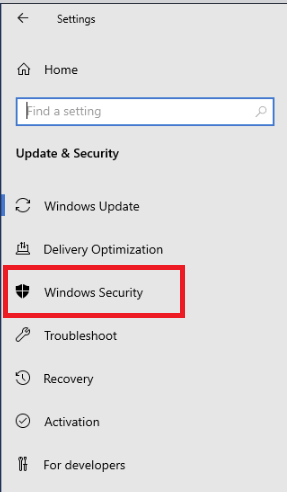 Settings
Home
Find a setting
Update & Security
Windows Update
Delivery Optimization
Windows Security
Troubleshoot
Recovery
Activation
For developers